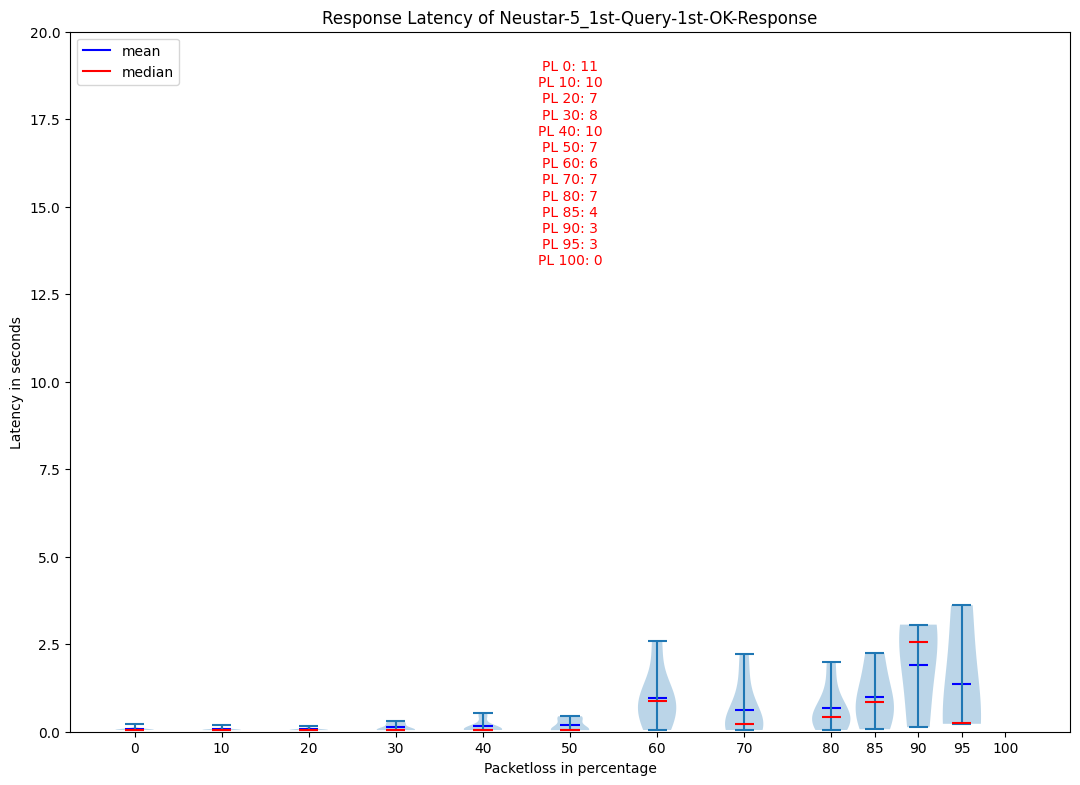 Response Latency of Neustar-5_1st-Query-1st-OK-Response
mean
median
PL 0: 11
PL 10: 10
PL 20: 7
PL 30: 8
PL 40: 10
PL 50: 7
PL 60: 6
PL 70: 7
PL 80: 7
PL 85: 4
PL 90: 3
PL 95: 3
PL 100: 0
Latency in seconds
20.0
17.5
15.0
12.5
10.0
7.5
5.0
2.5
0.0
0 10 20 30 40 50 60 70 80 85 90 95 100
Packetloss in percentage